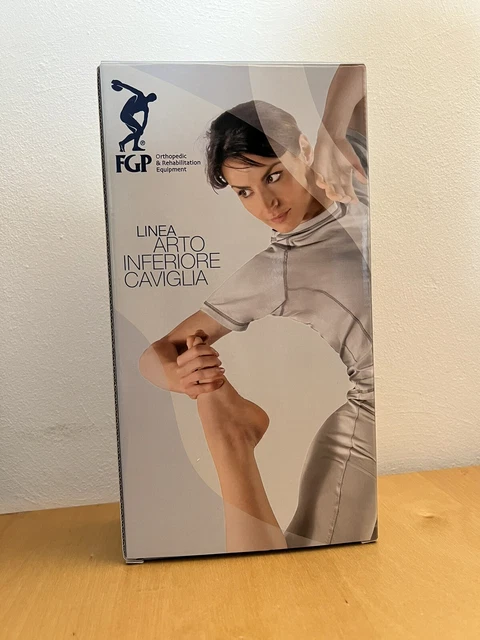 FGP
®
Orthopedic
& Rehabilitation
Equipment
LINEA
ARTO
INFERIORE
CAVIGLIA